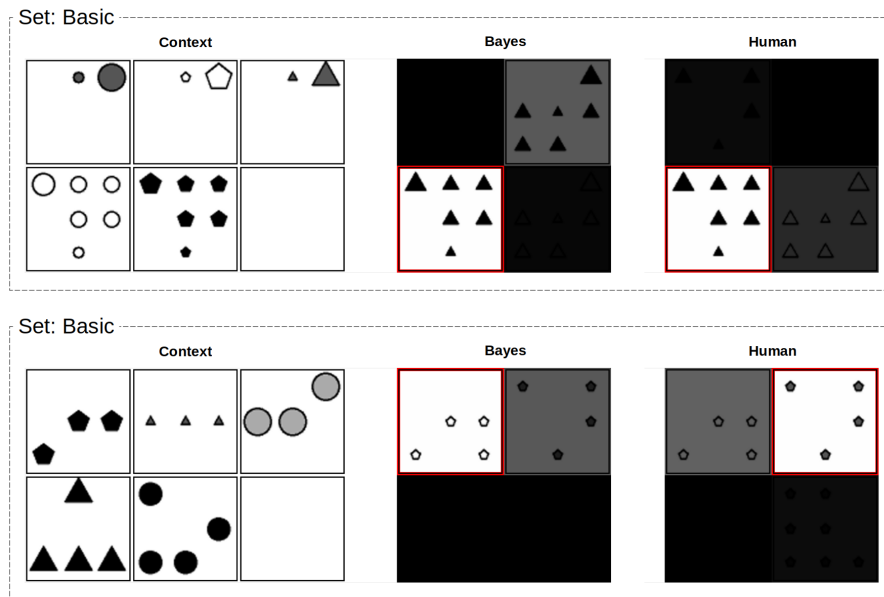 Set: Basic
Context
Bayes
Human
Set: Basic
Context
Bayes
Human